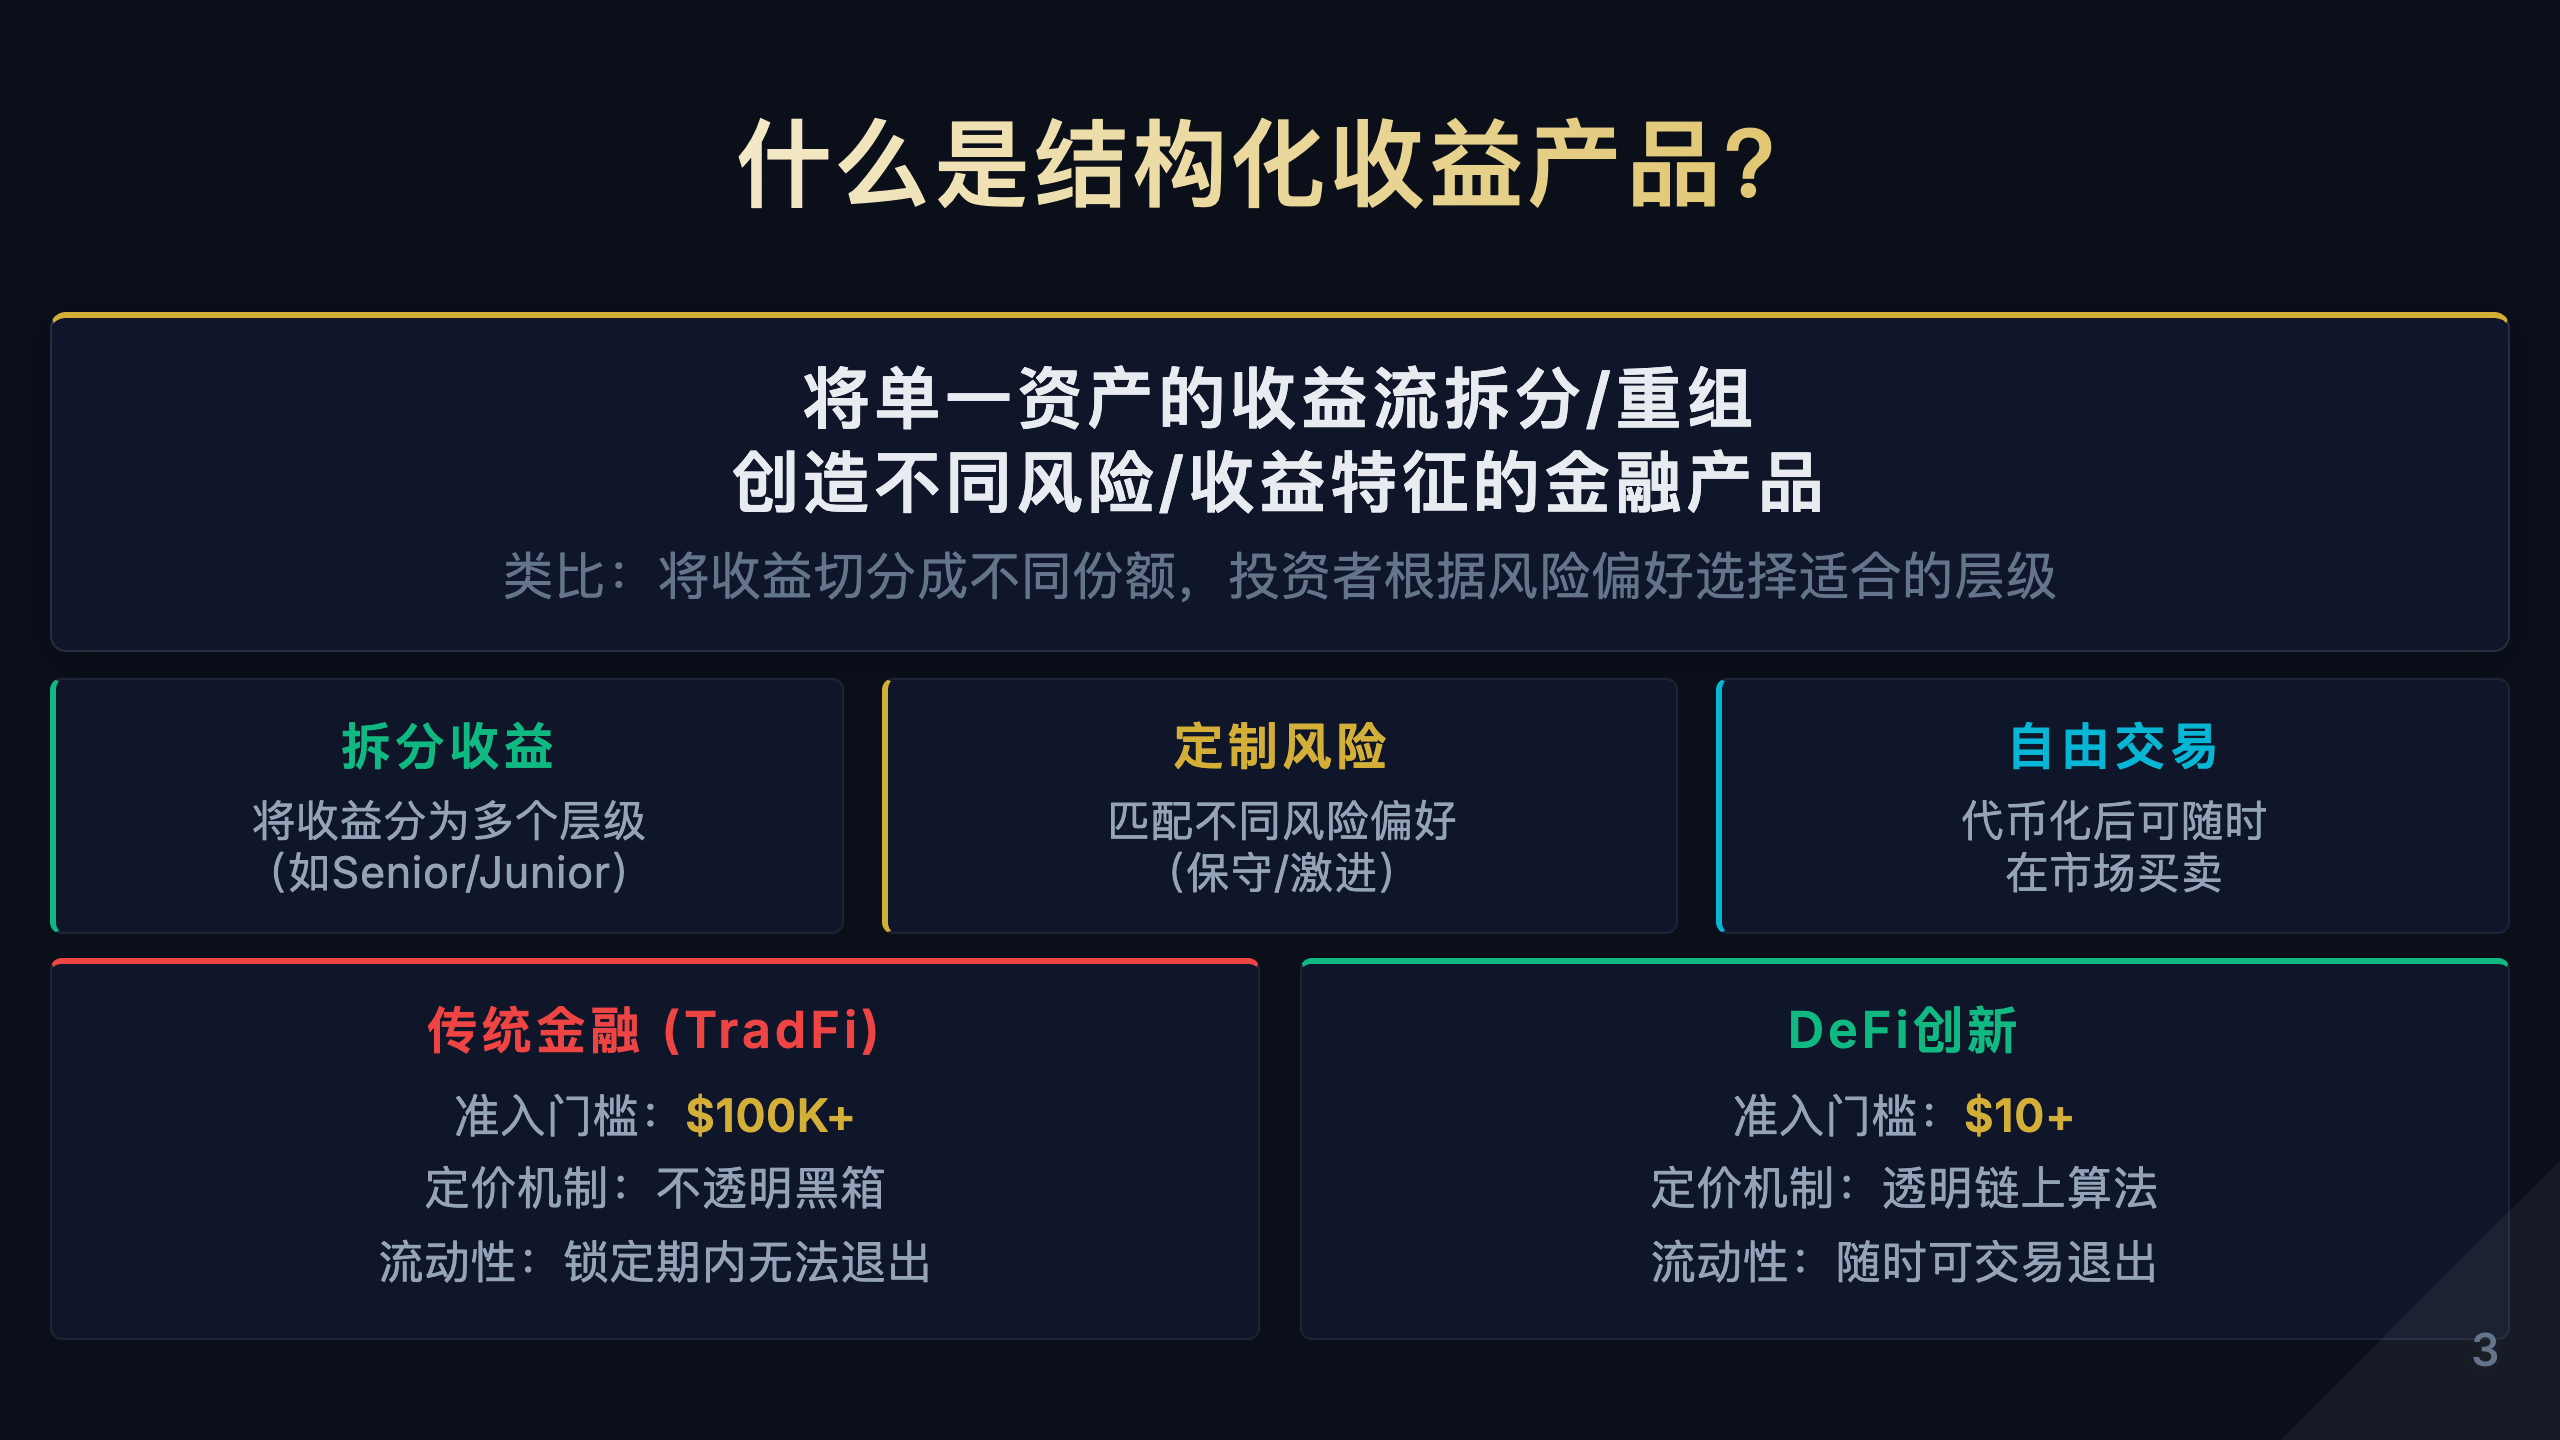 什么是结构化收益产品?
将单一资产的收益流拆分/重组
创造不同风险/收益特征的金融产品
类比：将收益切分成不同份额，投资者根据风险偏好选择适合的层级
拆分收益
将收益分为多个层级
（如Senior/Junior）
定制风险
匹配不同风险偏好
（保守/激进）
自由交易
代币化后可随时
在市场买卖
传统金融 (TradFi)
准入门槛：$100K+
定价机制：不透明黑箱
流动性：锁定期内无法退出
DeFi创新
准入门槛：$10+
定价机制：透明链上算法
流动性：随时可交易退出
3